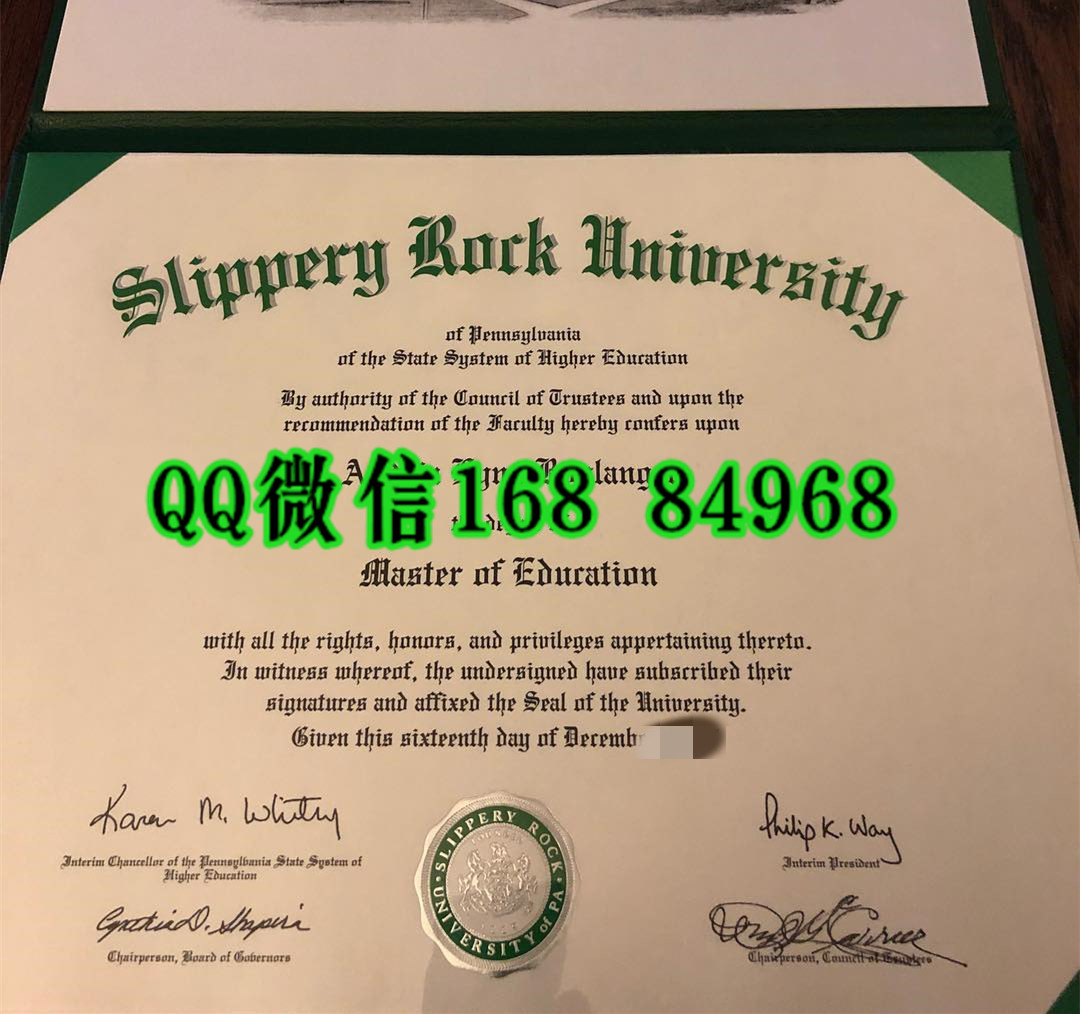 Slippery Rock University
of Pennsylvania
of the State System of Higher Education
By authority of the Council of Trustees and upon the
recommendation of the Faculty hereby confers upon
QQ微信168 84968
Master of Education
with all the rights, honors, and privileges appertaining thereto.
In witness whereof, the undersigned have subscribed their
signatures and affixed the Seal of the University.
Given this sixteenth day of
Karen M. Whitny
Interim Chancellor of the Pennsylvania State System of
Higher Education
Cynthia D. Shapira
Chairperson, Board of Governors
SLIPPERY ROCK UNIVERSITY of PA
Philip K. Way
Interim President
Chairperson, Council of Trustees